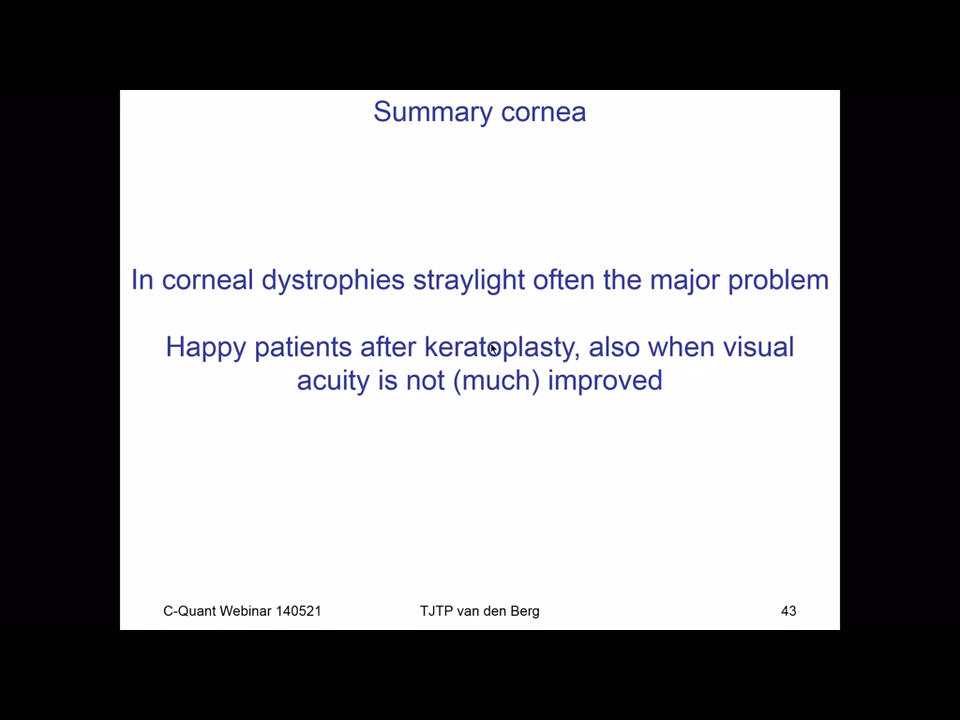 Summary cornea
In corneal dystrophies straylight often the major problem
Happy patients after keratoplasty, also when visual
acuity is not (much) improved
C-Quant Webinar 140521
TJTP van den Berg
43